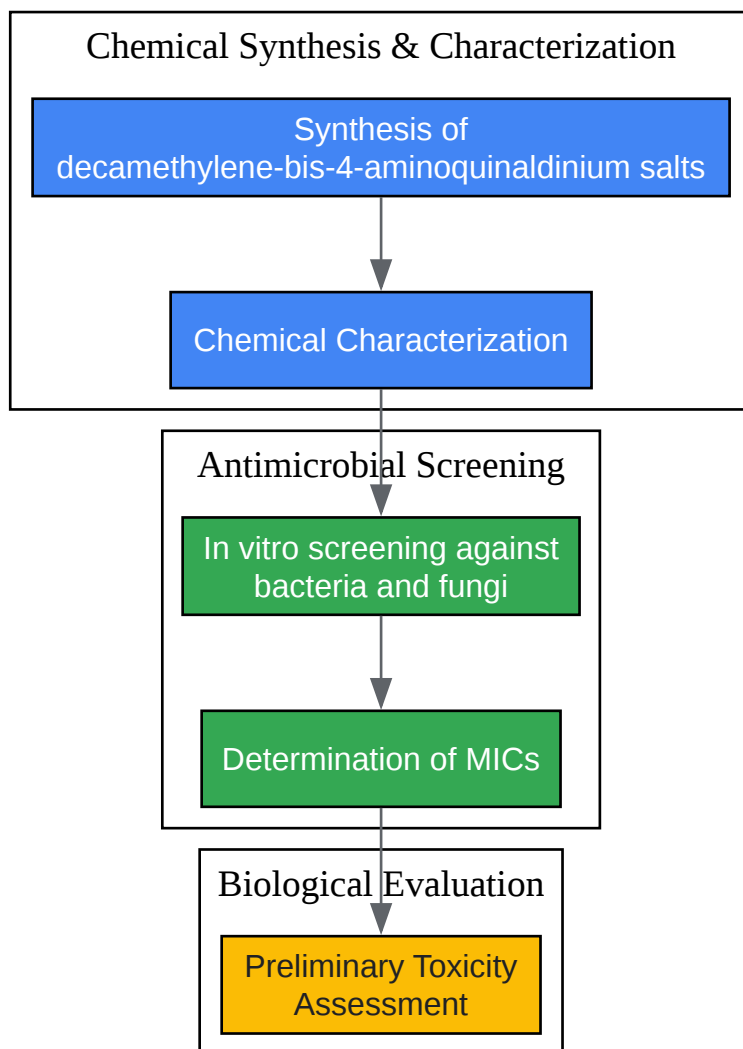 Chemical Synthesis & Characterization
Synthesis of
decamethylene-bis-4-aminoquinaldinium salts
Chemical Characterization
Antimicrobial Screening
In vitro screening against
bacteria and fungi
Determination of MICs
Biological Evaluation
Preliminary Toxicity
Assessment